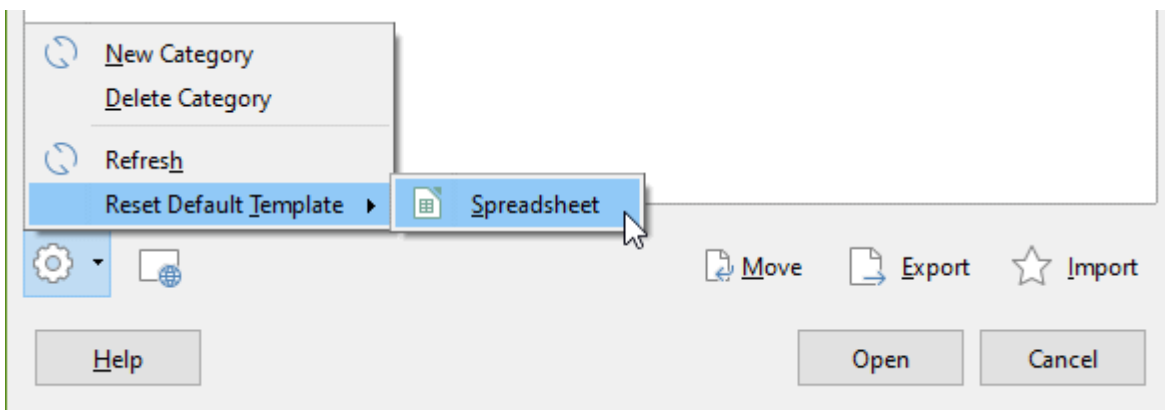 New Category
Delete Category
Refresh
Reset Default Template
Spreadsheet
Move
Export
Import
Help
Open
Cancel